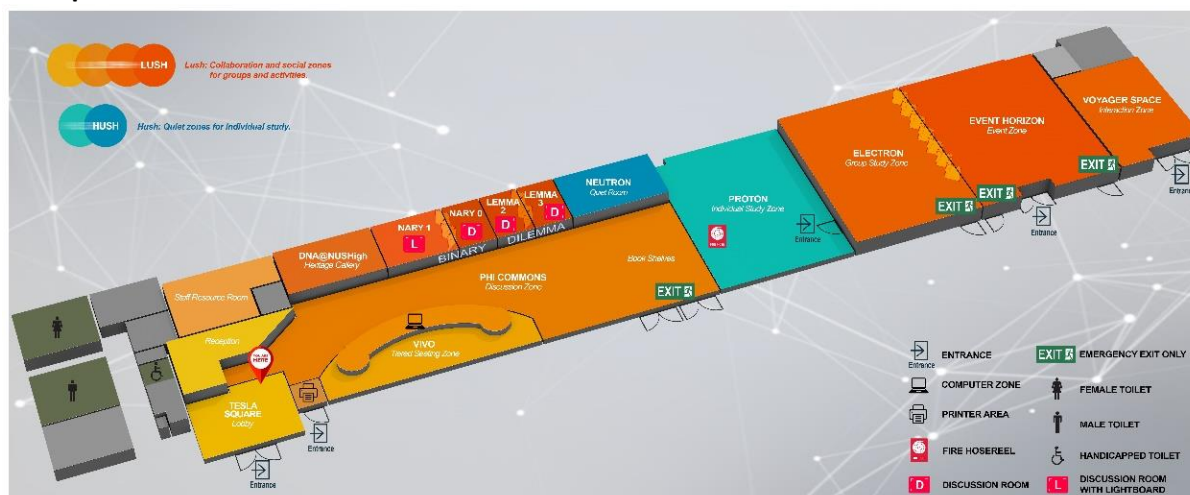 LUSH
Lush: Collaboration and social zones
for groups and activities.
HUSH
Hush: Quiet zones for individual study.
VOYAGER SPACE
Interaction Zone
EVENT HORIZON
Event Zone
ELECTRON
Group Study Zone
EXIT
EXIT
EXIT
Entrance
Entrance
NEUTRON
Quiet Room
PROTON
Individual Study Zone
Entrance
LEMMA
3
D
LEMMA
2
D
NARY 0
D
NARY 1
L
BINARY
DILEMMA
DNA@NUSHigh
Heritage Gallery
PHI COMMONS
Discussion Zone
Book Shelves
EXIT
Staff Resource Room
Reception
YOU ARE
HERE
VIVO
Tiered Seating Zone
TESLA
SQUARE
Lobby
Entrance
Entrance
Entrance
ENTRANCE
COMPUTER ZONE
PRINTER AREA
FIRE HOSEREEL
D
DISCUSSION ROOM
EXIT
EMERGENCY EXIT ONLY
FEMALE TOILET
MALE TOILET
HANDICAPPED TOILET
L
DISCUSSION ROOM
WITH LIGHTBOARD